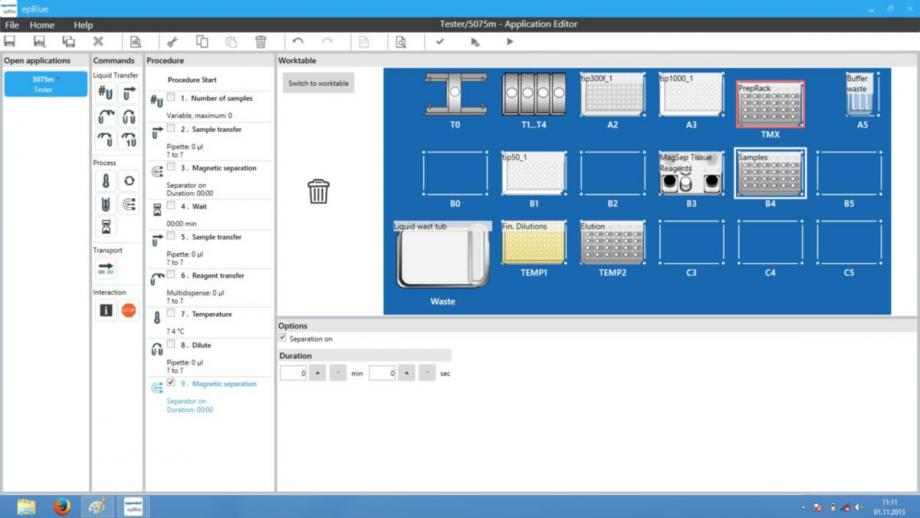 eppendorf
epBlue
epBlue
Tester/5075m - Application Editor
File Home Help
Open applications
5075m *
Tester
Commands
Liquid Transfer
Process
Transport
Interaction
STOP
Procedure
Procedure Start
1 . Number of samples
Variable, maximum: 0
2 . Sample transfer
Pipette: 0 µl
? to ?
3 . Magnetic separation
Separator on
Duration: 00:00
4 . Wait
00:00 min
5 . Sample transfer
Pipette: 0 µl
? to ?
6 . Reagent transfer
Multidispense: 0 µl
? to ?
7 . Temperature
? 4 °C
8 . Dilute
Pipette: 0 µl
? to ?
9 . Magnetic separation
Separator on
Duration: 00:00
Worktable
Switch to worktable
T0
T1...T4
tip300f_1
A2
tip1000_1
A3
PrepRack
TMX
Buffer
waste
A5
B0
tip50_1
B1
B2
MagSep Tissue
Reagents
B3
Samples
B4
B5
Liquid wast tub
Waste
Fin. Dilutions
TEMP1
Elution
TEMP2
C3
C4
C5
Options
Separation on
Duration
0 min 0 sec
eppendorf
epBlue
11:11
01.11.2013